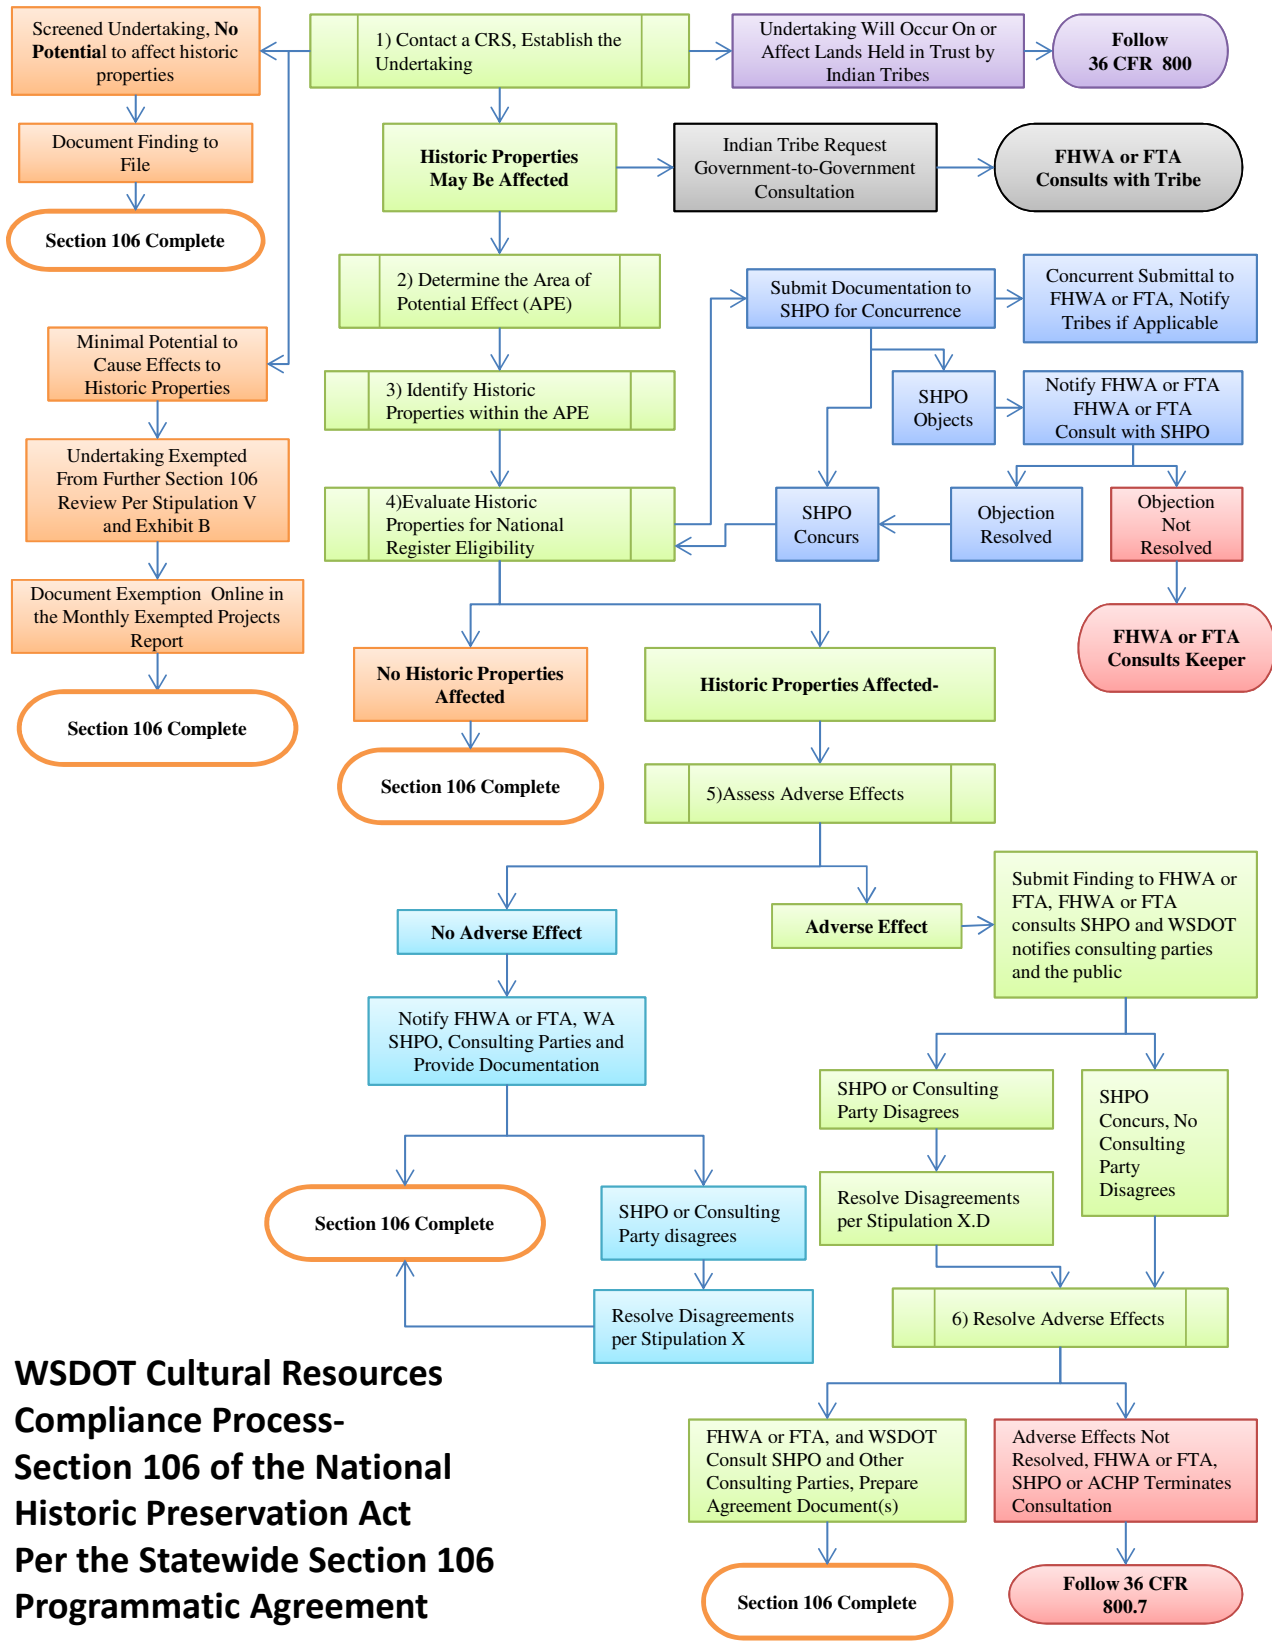 Screened Undertaking, No
Potential to affect historic
properties
1) Contact a CRS, Establish the
Undertaking
Undertaking Will Occur On or
Affect Lands Held in Trust by
Indian Tribes
Follow
36 CFR 800
Document Finding to
File
Historic Properties
May Be Affected
Indian Tribe Request
Government-to-Government
Consultation
FHWA or FTA
Consults with Tribe
Section 106 Complete
2) Determine the Area of
Potential Effect (APE)
Submit Documentation to
SHPO for Concurrence
Concurrent Submittal to
FHWA or FTA, Notify
Tribes if Applicable
Minimal Potential to
Cause Effects to
Historic Properties
3) Identify Historic
Properties within the APE
SHPO
Objects
Notify FHWA or FTA
FHWA or FTA
Consult with SHPO
Undertaking Exempted
From Further Section 106
Review Per Stipulation V
and Exhibit B
4)Evaluate Historic
Properties for National
Register Eligibility
SHPO
Concurs
Objection
Resolved
Objection
Not
Resolved
Document Exemption Online in
the Monthly Exempted Projects
Report
FHWA or FTA
Consults Keeper
No Historic Properties
Affected
Historic Properties Affected-
Section 106 Complete
Section 106 Complete
5)Assess Adverse Effects
No Adverse Effect
Adverse Effect
Submit Finding to FHWA or
FTA, FHWA or FTA
consults SHPO and WSDOT
notifies consulting parties
and the public
Notify FHWA or FTA, WA
SHPO, Consulting Parties and
Provide Documentation
SHPO or Consulting
Party Disagrees
SHPO
Concurs, No
Consulting
Party
Disagrees
Section 106 Complete
SHPO or Consulting
Party disagrees
Resolve Disagreements
per Stipulation X.D
Resolve Disagreements
per Stipulation X
6) Resolve Adverse Effects
WSDOT Cultural Resources
Compliance Process-
Section 106 of the National
Historic Preservation Act
Per the Statewide Section 106
Programmatic Agreement
FHWA or FTA, and WSDOT
Consult SHPO and Other
Consulting Parties, Prepare
Agreement Document(s)
Adverse Effects Not
Resolved, FHWA or FTA,
SHPO or ACHP Terminates
Consultation
Section 106 Complete
Follow 36 CFR
800.7